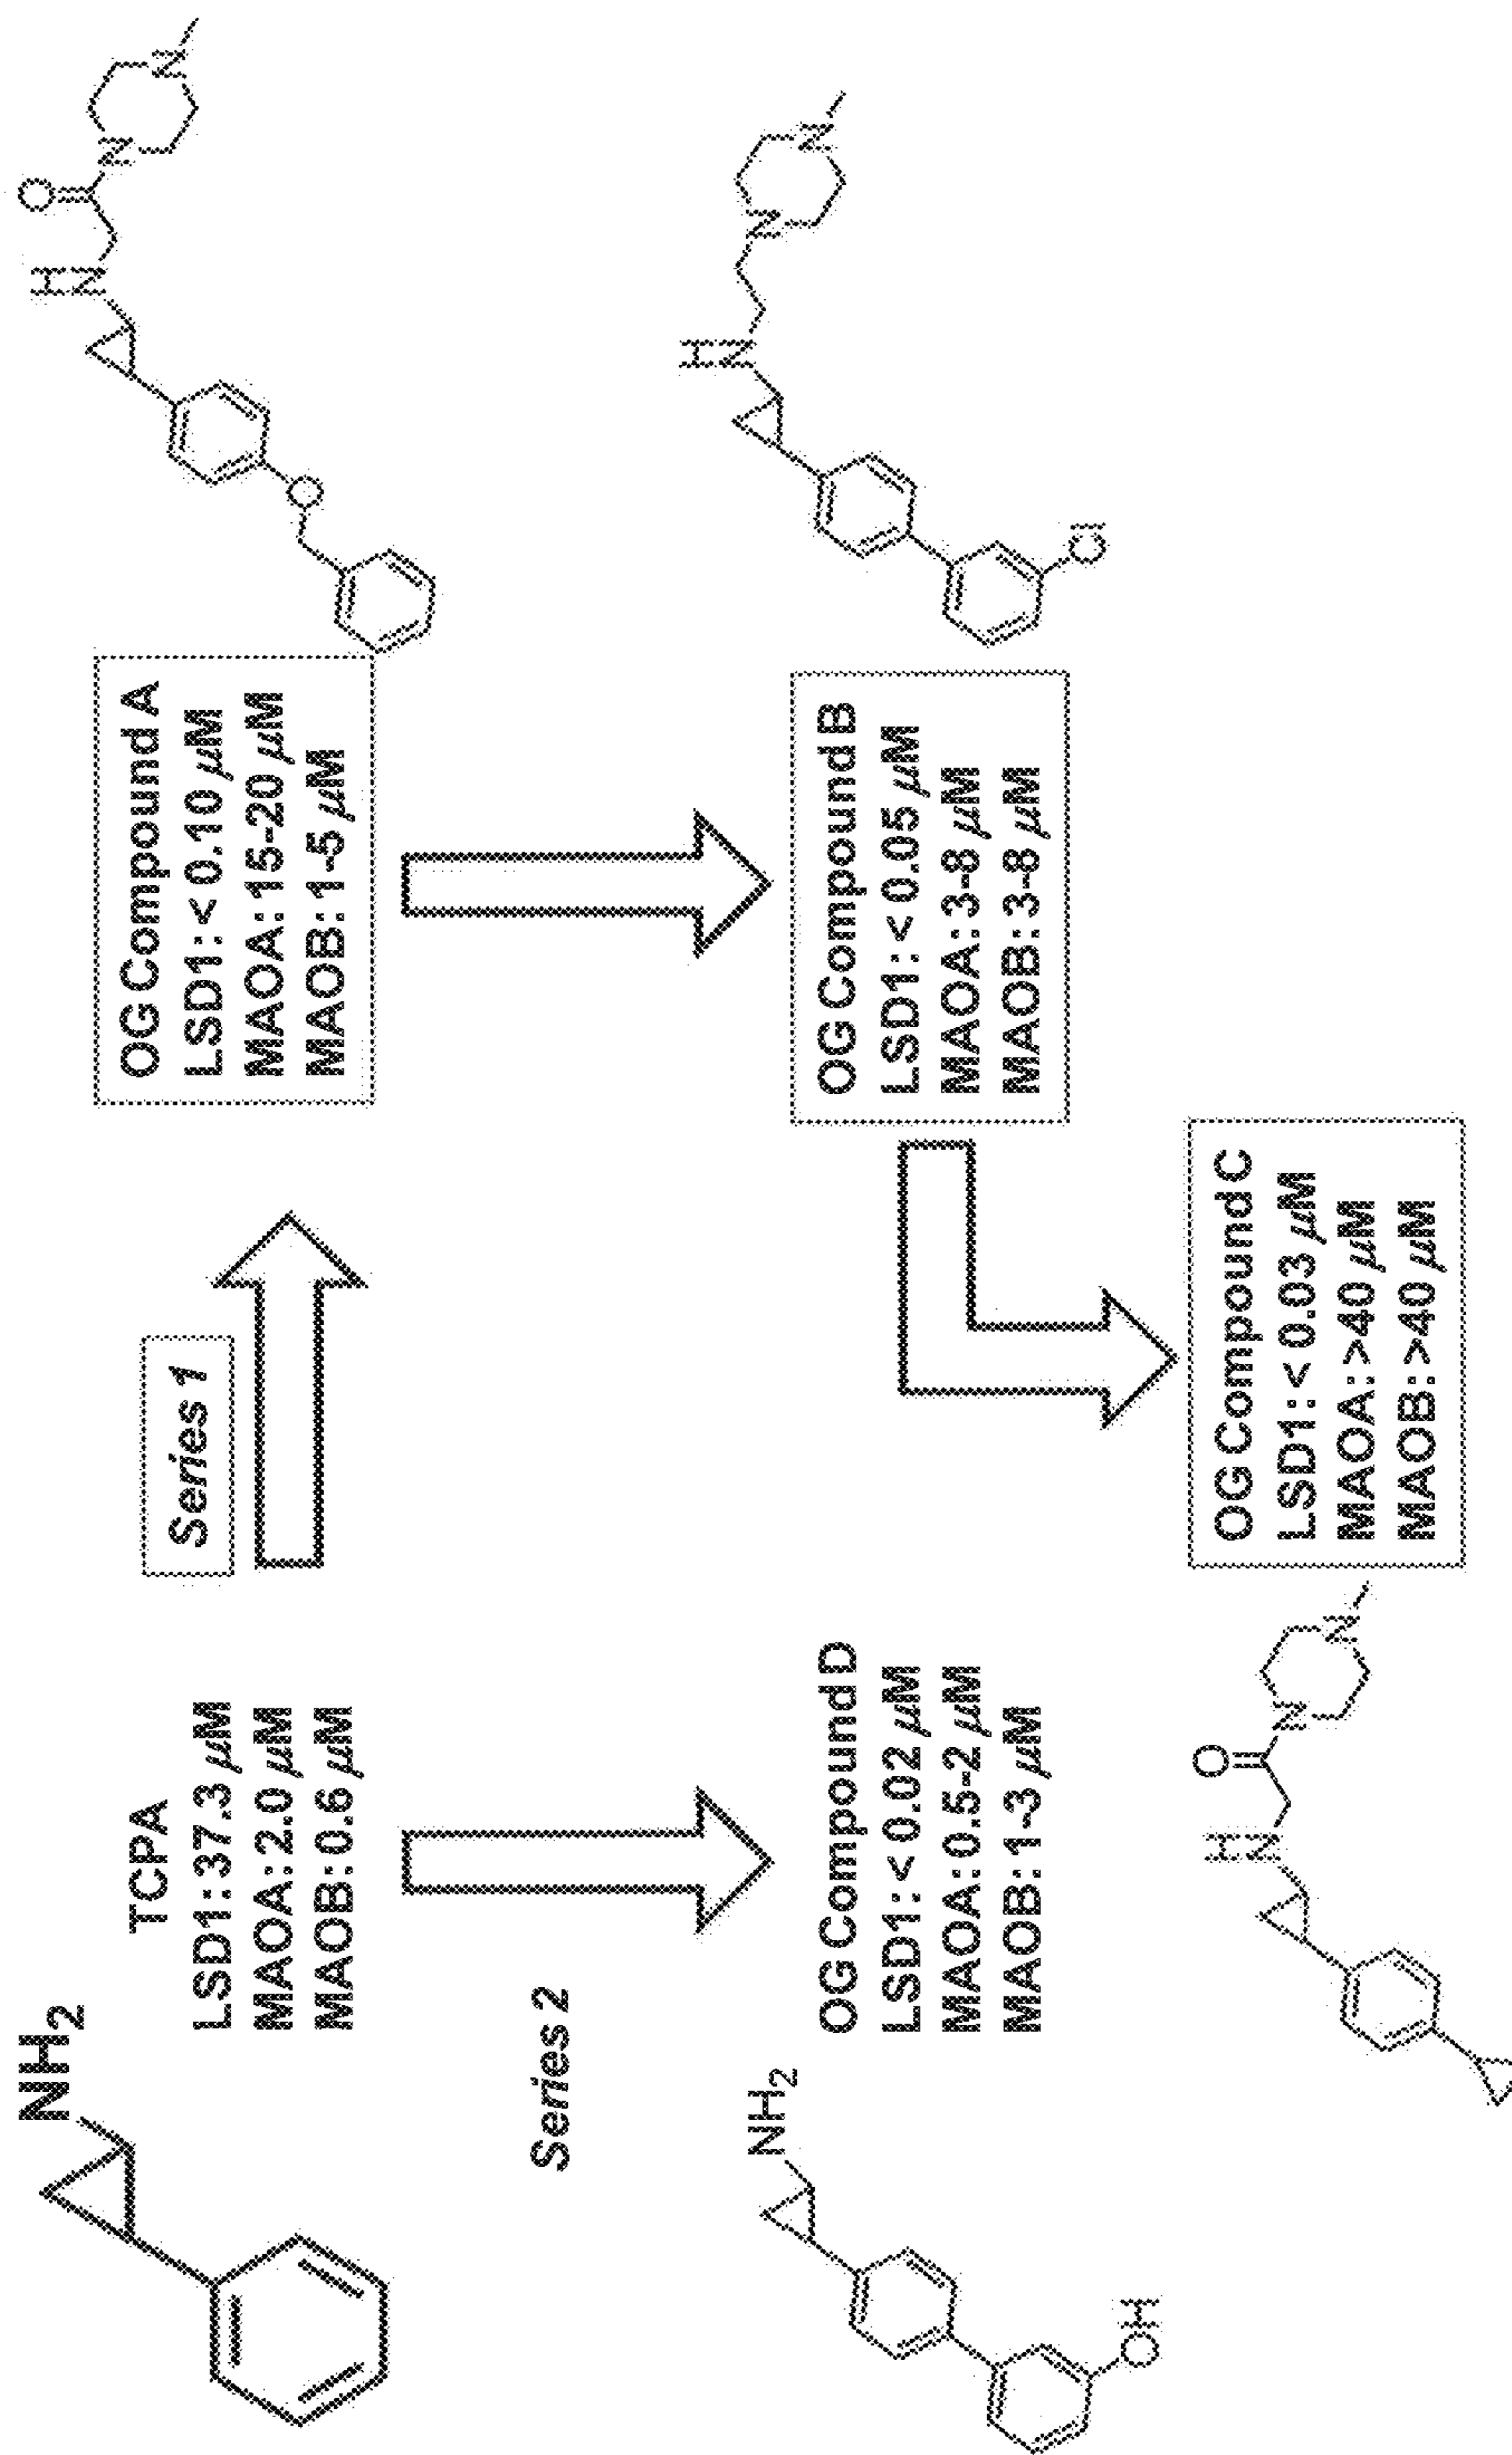 NH2
TCPA
LSD1: 37.3 μM
MAOA: 2.0 μM
MAOB: 0.6 μM
Series 1
OG Compound A
LSD1: < 0.10 μM
MAOA: 15-20 μM
MAOB: 1-5 μM
O
H
N
N
N
O
Series 2
NH2
OH
OG Compound D
LSD1: < 0.02 μM
MAOA: 0.5-2 μM
MAOB: 1-3 μM
OG Compound B
LSD1: < 0.05 μM
MAOA: 3-8 μM
MAOB: 3-8 μM
H
N
N
N
Cl
O
H
N
N
N
OG Compound C
LSD1: < 0.03 μM
MAOA: >40 μM
MAOB: >40 μM